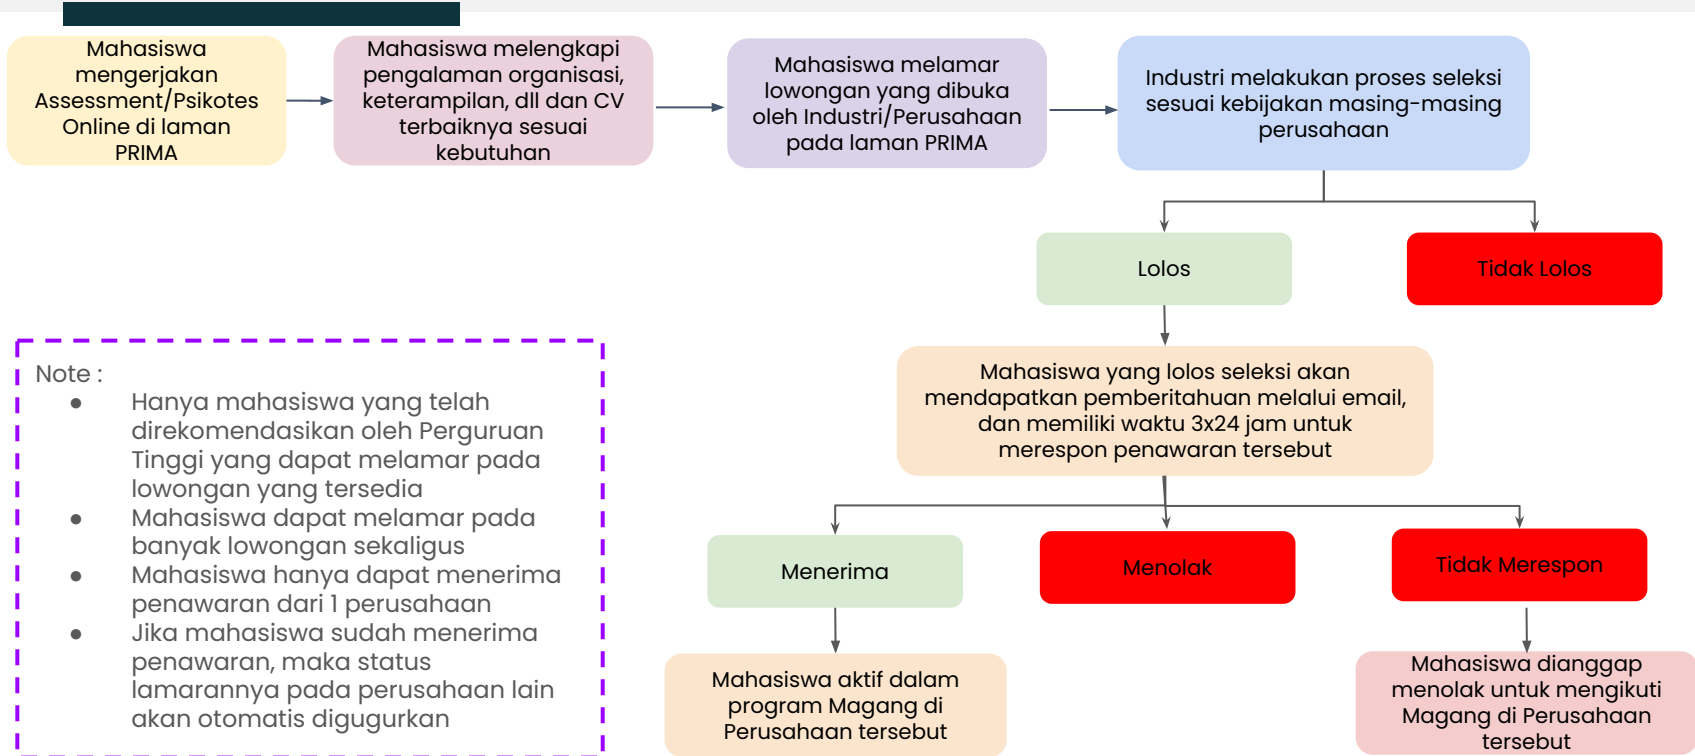 Mahasiswa
mengerjakan
Assessment/Psikotes
Online di laman
PRIMA
Mahasiswa melengkapi
pengalaman organisasi,
keterampilan, dll dan CV
terbaiknya sesuai
kebutuhan
Mahasiswa melamar
lowongan yang dibuka
oleh Industri/Perusahaan
pada laman PRIMA
Industri melakukan proses seleksi
sesuai kebijakan masing-masing
perusahaan
Lolos
Tidak Lolos
Mahasiswa yang lolos seleksi akan
mendapatkan pemberitahuan melalui email,
dan memiliki waktu 3x24 jam untuk
merespon penawaran tersebut
Menerima
Menolak
Tidak Merespon
Mahasiswa aktif dalam
program Magang di
Perusahaan tersebut
Mahasiswa dianggap
menolak untuk mengikuti
Magang di Perusahaan
tersebut
Note :
● Hanya mahasiswa yang telah
direkomendasikan oleh Perguruan
Tinggi yang dapat melamar pada
lowongan yang tersedia
● Mahasiswa dapat melamar pada
banyak lowongan sekaligus
● Mahasiswa hanya dapat menerima
penawaran dari 1 perusahaan
● Jika mahasiswa sudah menerima
penawaran, maka status
lamarannya pada perusahaan lain
akan otomatis digugurkan